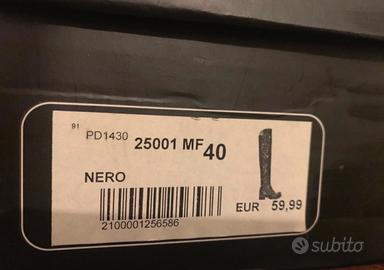 91
PD1430 25001 MF 40
NERO
2100001256586
EUR 59,99
subito